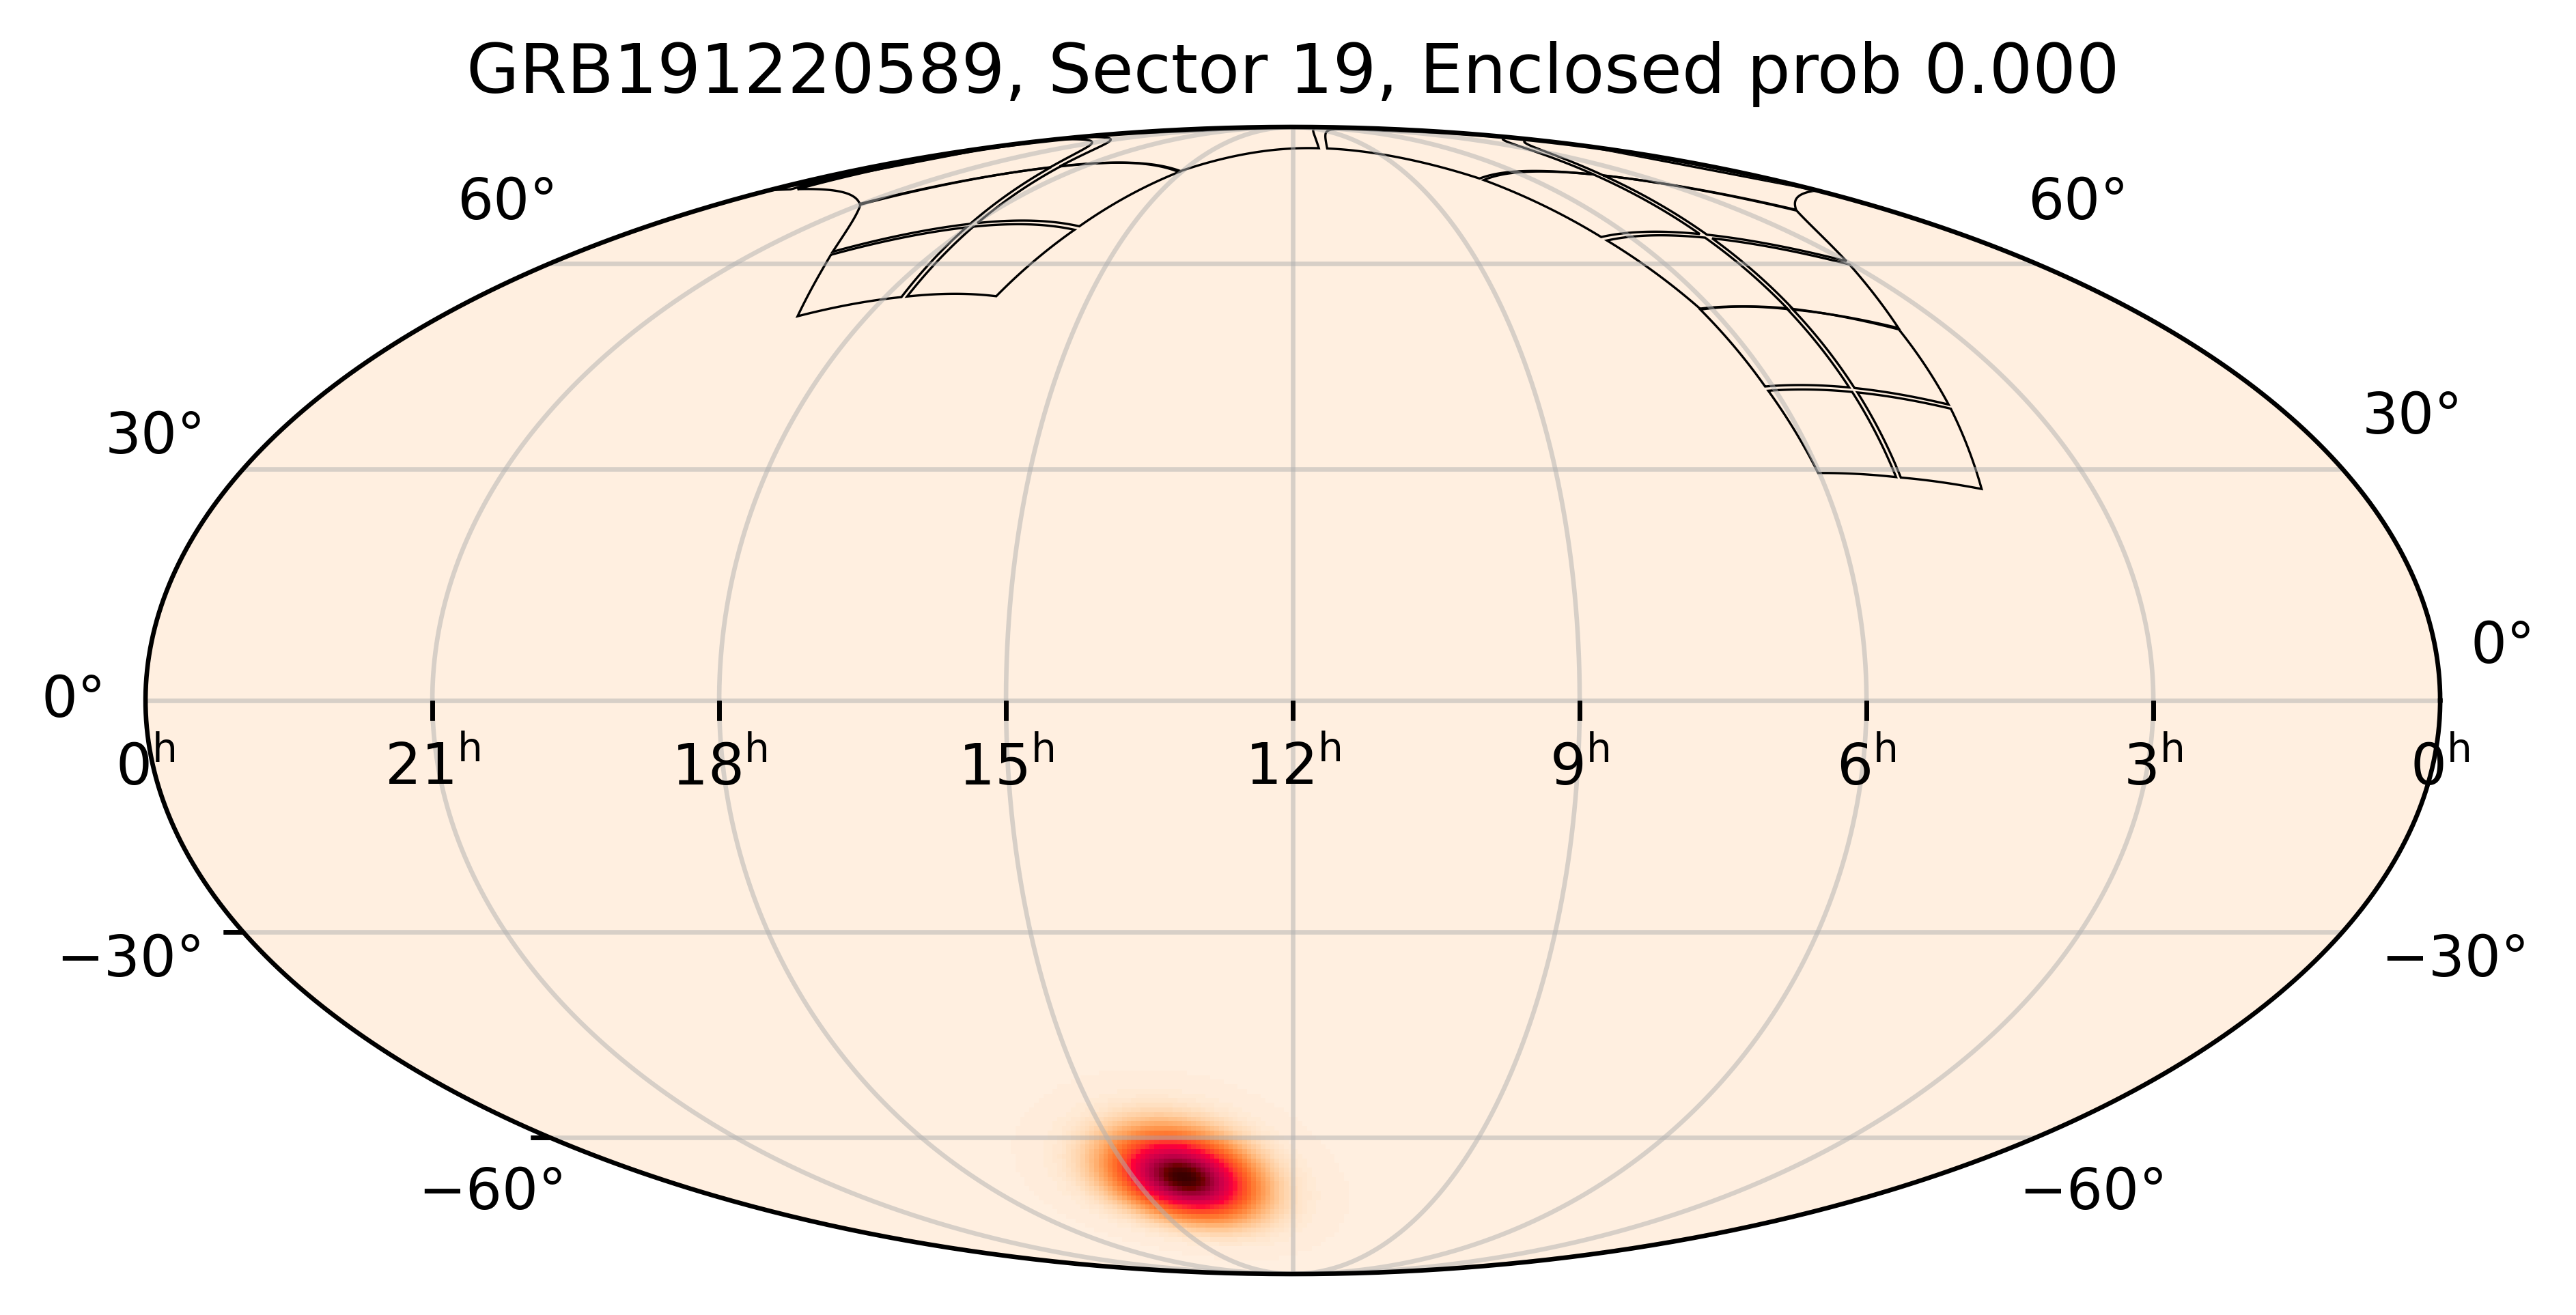 GRB191220589, Sector 19, Enclosed prob 0.000
60° 60°
30° 30°
0° 0°
0ʰ 21ʰ 18ʰ 15ʰ 12ʰ 9ʰ 6ʰ 3ʰ 0ʰ
−30° −30°
−60° −60°